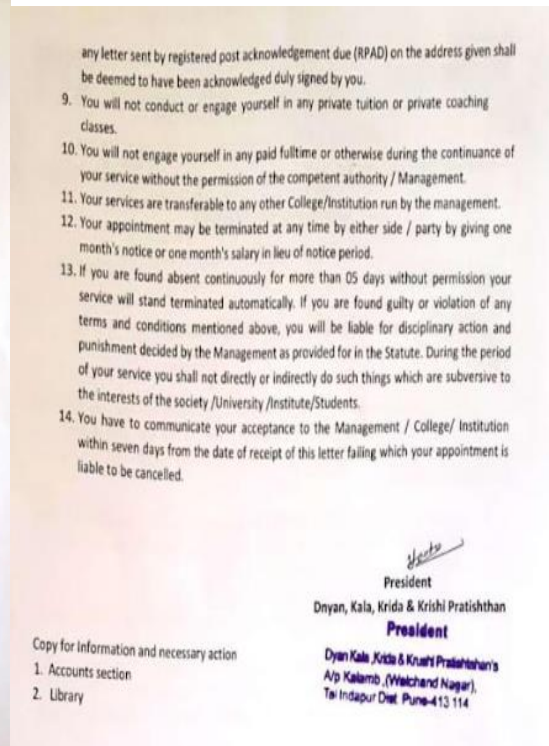 any letter sent by registered post acknowledgement due (RPAD) on the address given shall
be deemed to have been acknowledged duly signed by you.
9. You will not conduct or engage yourself in any private tuition or private coaching
classes.
10. You will not engage yourself in any paid fulltime or otherwise during the continuance of
your service without the permission of the competent authority / Management.
11. Your services are transferable to any other College/Institution run by the management.
12. Your appointment may be terminated at any time by either side / party by giving one
month's notice or one month's salary in lieu of notice period.
13. If you are found absent continuously for more than 05 days without permission your
service will stand terminated automatically. If you are found guilty or violation of any
terms and conditions mentioned above, you will be liable for disciplinary action and
punishment decided by the Management as provided for in the Statute. During the period
of your service you shall not directly or indirectly do such things which are subversive to
the interests of the society /University /Institute/Students.
14. You have to communicate your acceptance to the Management / College/ Institution
within seven days from the date of receipt of this letter failing which your appointment is
liable to be cancelled.
President
Dnyan, Kala, Krida & Krishi Pratishthan
President
Dyan Kala ,Krida & Krushi Pratishthan's
A/p Kalamb ,(Walchand Nagar),
Tal Indapur Dist Pune-413 114
Copy for Information and necessary action
1. Accounts section
2. Library